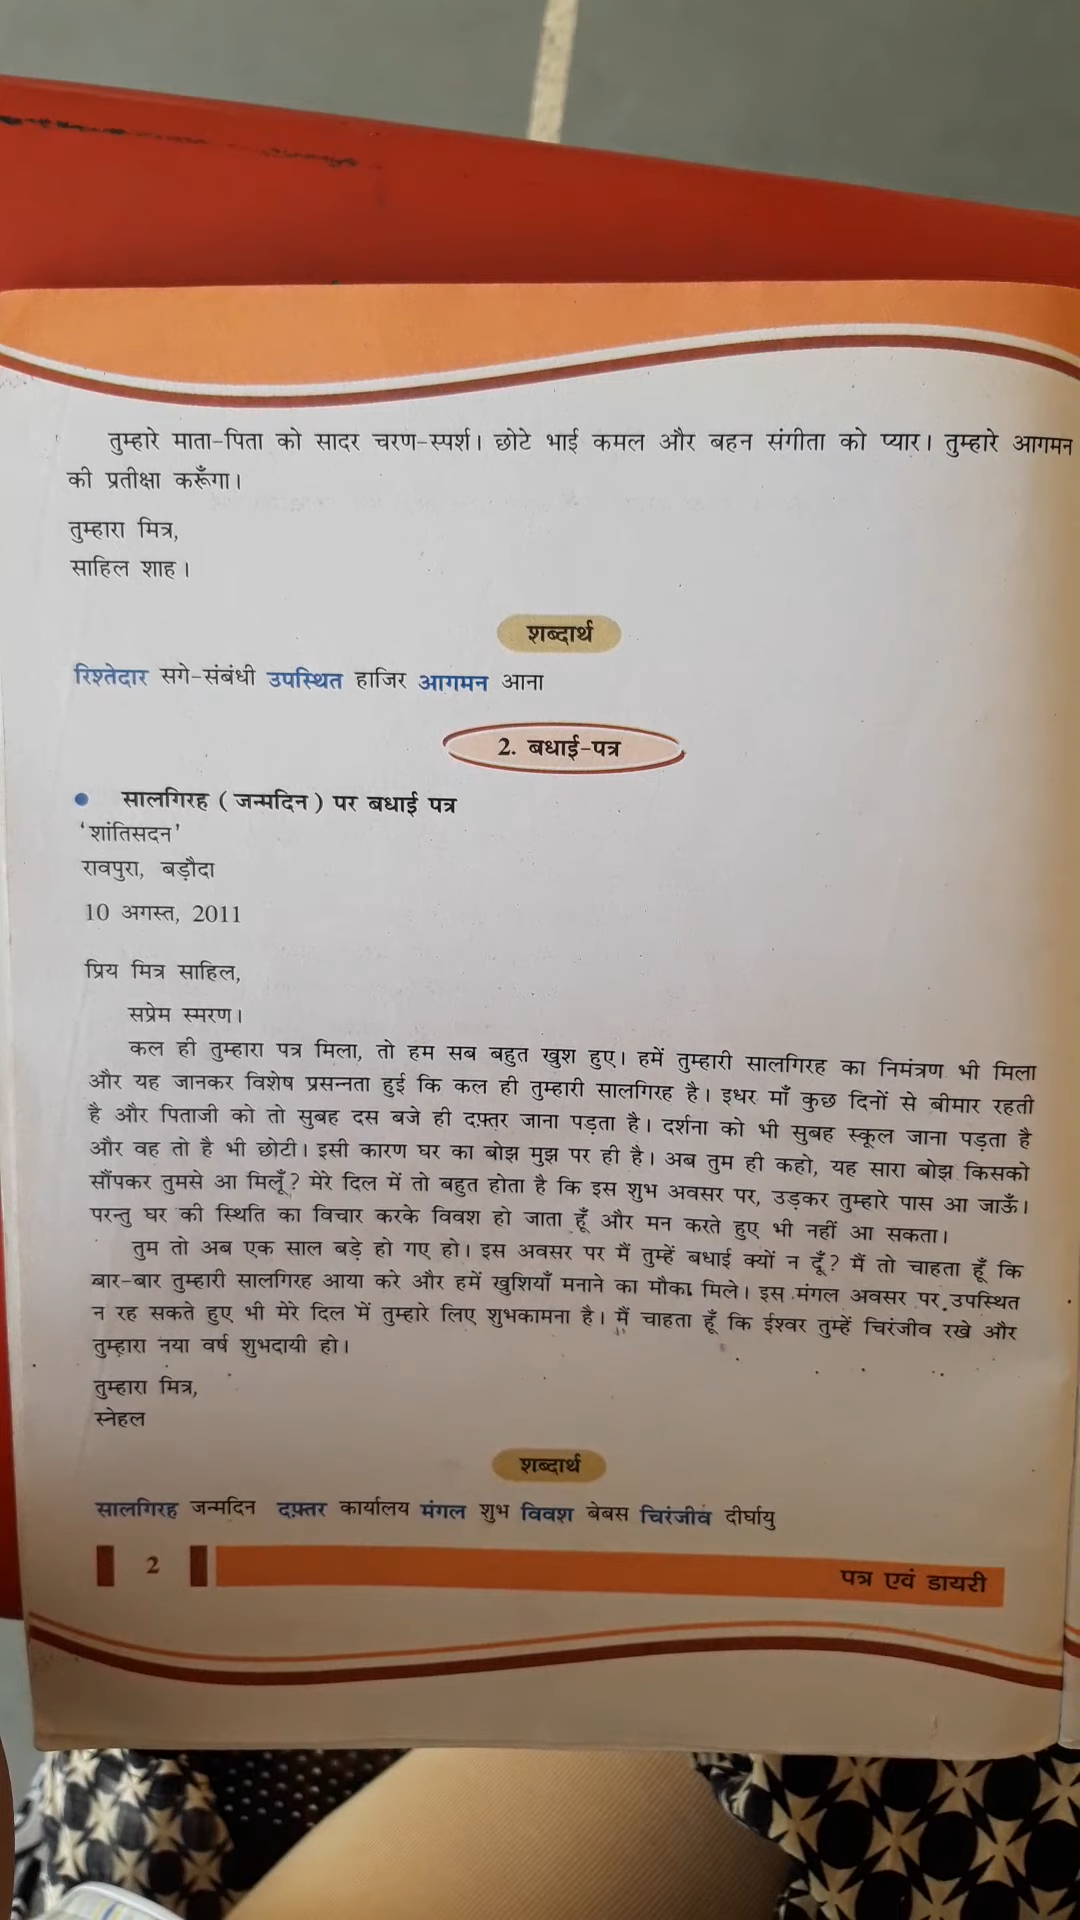 तुम्हारे माता-पिता को सादर चरण-स्पर्श। छोटे भाई कमल और बहन संगीता को प्यार। तुम्हारे आगमन
की प्रतीक्षा करूँगा।
तुम्हारा मित्र,
साहिल शाह।
शब्दार्थ
रिश्तेदार सगे-संबंधी उपस्थित हाजिर आगमन आना
2. बधाई-पत्र
• सालगिरह (जन्मदिन) पर बधाई पत्र
'शांतिसदन'
रावपुरा, बड़ौदा
10 अगस्त, 2011
प्रिय मित्र साहिल,
सप्रेम स्मरण।
कल ही तुम्हारा पत्र मिला, तो हम सब बहुत खुश हुए। हमें तुम्हारी सालगिरह का निमंत्रण भी मिला
और यह जानकर विशेष प्रसन्नता हुई कि कल ही तुम्हारी सालगिरह है। इधर माँ कुछ दिनों से बीमार रहती
है और पिताजी को तो सुबह दस बजे ही दफ़्तर जाना पड़ता है। दर्शना को भी सुबह स्कूल जाना पड़ता है
और वह तो है भी छोटी। इसी कारण घर का बोझ मुझ पर ही है। अब तुम ही कहो, यह सारा बोझ किसको
सौंपकर तुमसे आ मिलूँ? मेरे दिल में तो बहुत होता है कि इस शुभ अवसर पर, उड़कर तुम्हारे पास आ जाऊँ।
परन्तु घर की स्थिति का विचार करके विवश हो जाता हूँ और मन करते हुए भी नहीं आ सकता।
तुम तो अब एक साल बड़े हो गए हो। इस अवसर पर मैं तुम्हें बधाई क्यों न दूँ? मैं तो चाहता हूँ कि
बार-बार तुम्हारी सालगिरह आया करे और हमें खुशियाँ मनाने का मौका मिले। इस मंगल अवसर पर उपस्थित
न रह सकते हुए भी मेरे दिल में तुम्हारे लिए शुभकामना है। मैं चाहता हूँ कि ईश्वर तुम्हें चिरंजीव रखे और
तुम्हारा नया वर्ष शुभदायी हो।
तुम्हारा मित्र,
स्नेहल
शब्दार्थ
सालगिरह जन्मदिन दफ़्तर कार्यालय मंगल शुभ विवश बेबस चिरंजीव दीर्घायु
2
पत्र एवं डायरी